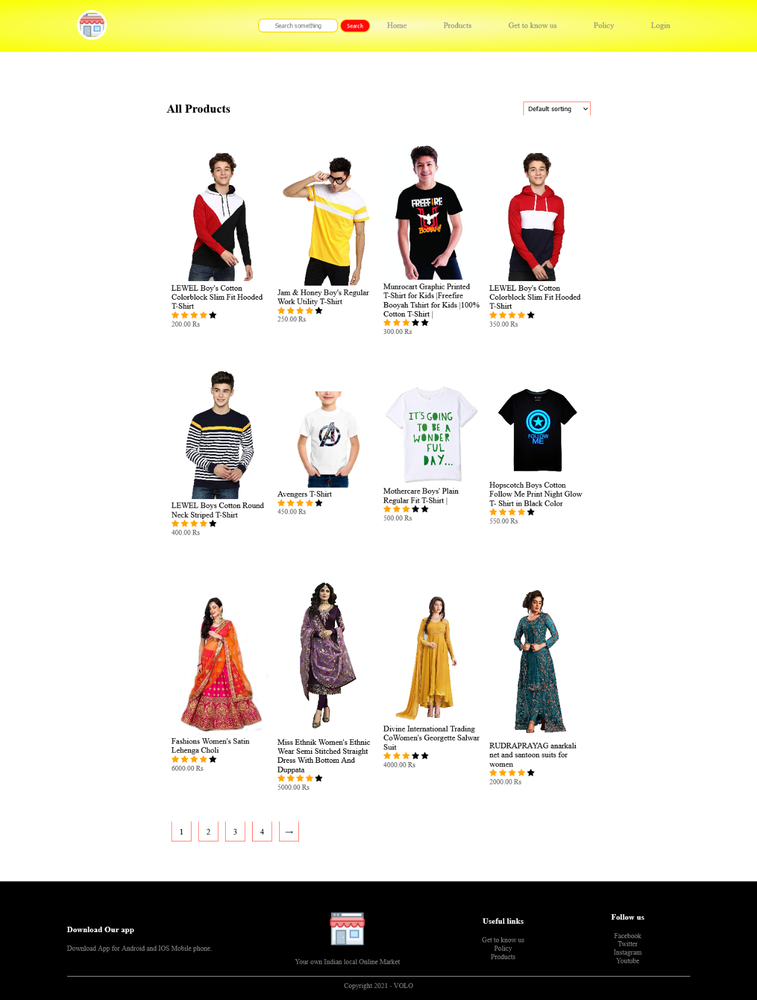 Search something
Search
Home
Products
Get to know us
Policy
Login
All Products
Default sorting
FREEFIRE
BOOYAH!
LEWEL Boy's Cotton
Colorblock Slim Fit Hooded
T-Shirt
200.00 Rs
Jam & Honey Boy's Regular
Work Utility T-Shirt
250.00 Rs
Munrocart Graphic Printed
T-Shirt for Kids |Freefire
Booyah Tshirt for Kids |100%
Cotton T-Shirt |
300.00 Rs
LEWEL Boy's Cotton
Colorblock Slim Fit Hooded
T-Shirt
350.00 Rs
IT'S GOING
TO BE A
WONDER
FUL
DAY...
FOLLOW
ME
LEWEL Boys Cotton Round
Neck Striped T-Shirt
400.00 Rs
Avengers T-Shirt
450.00 Rs
Mothercare Boys' Plain
Regular Fit T-Shirt |
500.00 Rs
Hopscotch Boys Cotton
Follow Me Print Night Glow
T- Shirt in Black Color
550.00 Rs
Fashions Women's Satin
Lehenga Choli
6000.00 Rs
Miss Ethnik Women's Ethnic
Wear Semi Stitched Straight
Dress With Bottom And
Duppata
5000.00 Rs
Divine International Trading
CoWomen's Georgette Salwar
Suit
4000.00 Rs
RUDRAPRAYAG anarkali
net and santoon suits for
women
2000.00 Rs
1
2
3
4
→
Download Our app
Download App for Android and IOS Mobile phone.
Your own Indian local Online Market
Useful links
Get to know us
Policy
Products
Follow us
Facebook
Twitter
Instagram
Youtube
Copyright 2021 - VOLO